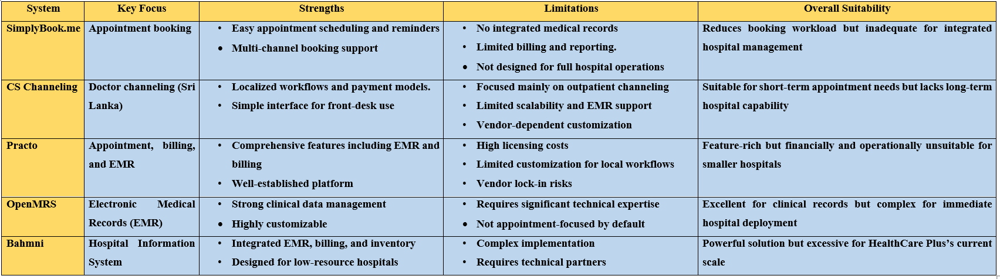 System Key Focus Strengths Limitations Overall Suitability
SimplyBook.me
Appointment booking
• Easy appointment scheduling and reminders
• Multi-channel booking support
• No integrated medical records
• Limited billing and reporting.
• Not designed for full hospital operations
Reduces booking workload but inadequate for integrated
hospital management
CS Channeling
Doctor channeling (Sri
Lanka)
• Localized workflows and payment models.
• Simple interface for front-desk use
• Focused mainly on outpatient channeling
• Limited scalability and EMR support
• Vendor-dependent customization
Suitable for short-term appointment needs but lacks long-term
hospital capability
Practo
Appointment, billing,
and EMR
• Comprehensive features including EMR and
billing
• Well-established platform
• High licensing costs
• Limited customization for local workflows
• Vendor lock-in risks
Feature-rich but financially and operationally unsuitable for
smaller hospitals
OpenMRS
Electronic Medical
Records (EMR)
• Strong clinical data management
• Highly customizable
• Requires significant technical expertise
• Not appointment-focused by default
Excellent for clinical records but complex for immediate
hospital deployment
Bahmni
Hospital Information
System
• Integrated EMR, billing, and inventory
• Designed for low-resource hospitals
• Complex implementation
• Requires technical partners
Powerful solution but excessive for HealthCare Plus’s current
scale